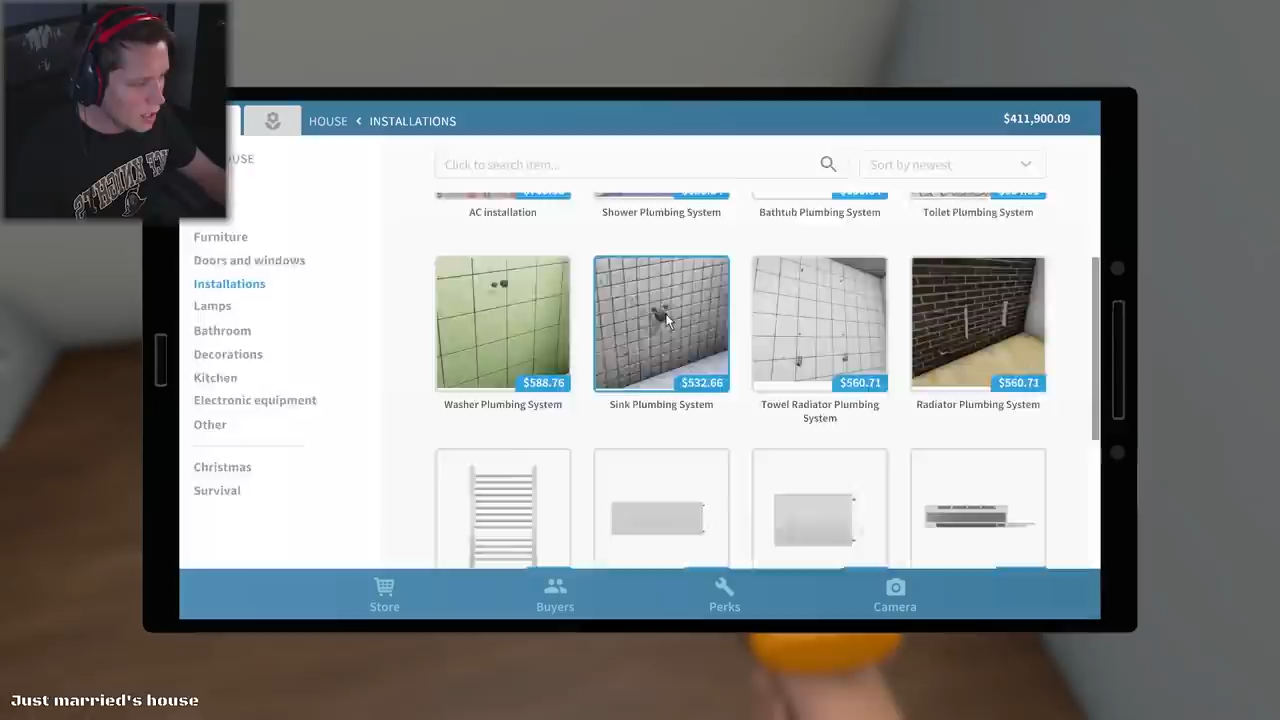 HOUSE < INSTALLATIONS
$411,900.09
Click to search item...
Sort by newest
Furniture
Doors and windows
Installations
Lamps
Bathroom
Decorations
Kitchen
Electronic equipment
Other
Christmas
Survival
AC installation
Shower Plumbing System
Bathtub Plumbing System
Toilet Plumbing System
$588.76
$532.66
$560.71
$560.71
Washer Plumbing System
Sink Plumbing System
Towel Radiator Plumbing
System
Radiator Plumbing System
Store
Buyers
Perks
Camera
Just married's house